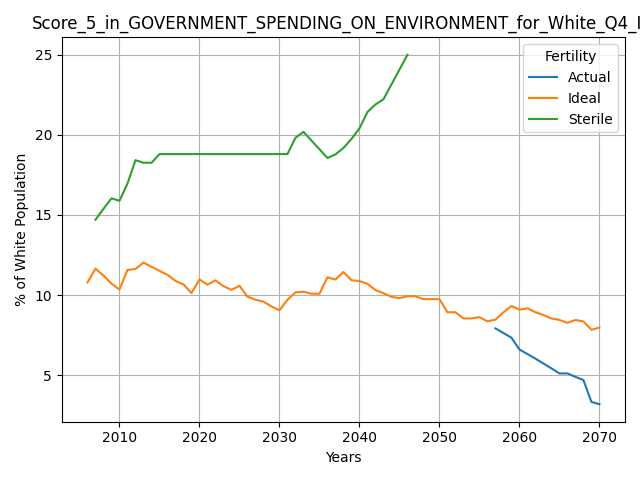 Score_5_in_GOVERNMENT_SPENDING_ON_ENVIRONMENT_for_White_Q4_I
Fertility
Actual
Ideal
Sterile
% of White Population
25
20
15
10
5
2010 2020 2030 2040 2050 2060 2070
Years